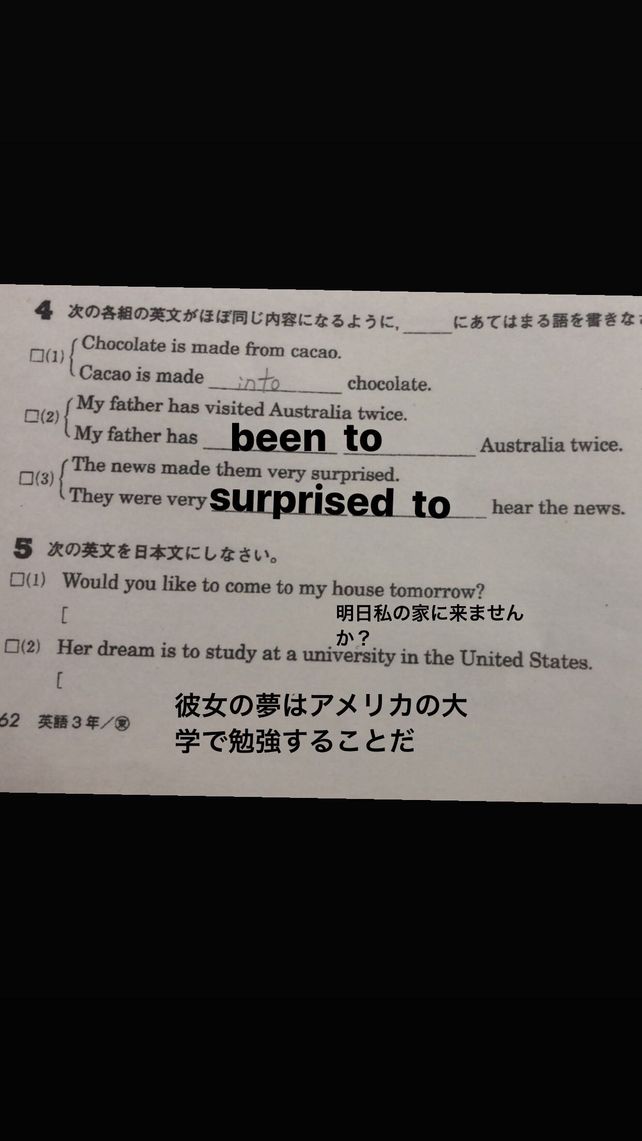 4 次の各組の英文がほぼ同じ内容になるように,______にあてはまる語を書きな
□(1) Chocolate is made from cacao.
Cacao is made into chocolate.
□(2) My father has visited Australia twice.
My father has been to Australia twice.
□(3) The news made them very surprised.
They were very surprised to hear the news.
5 次の英文を日本文にしなさい。
□(1) Would you like to come to my house tomorrow?
[ 明日私の家に来ません
か？
□(2) Her dream is to study at a university in the United States.
[
彼女の夢はアメリカの大
学で勉強することだ
62 英語3年/